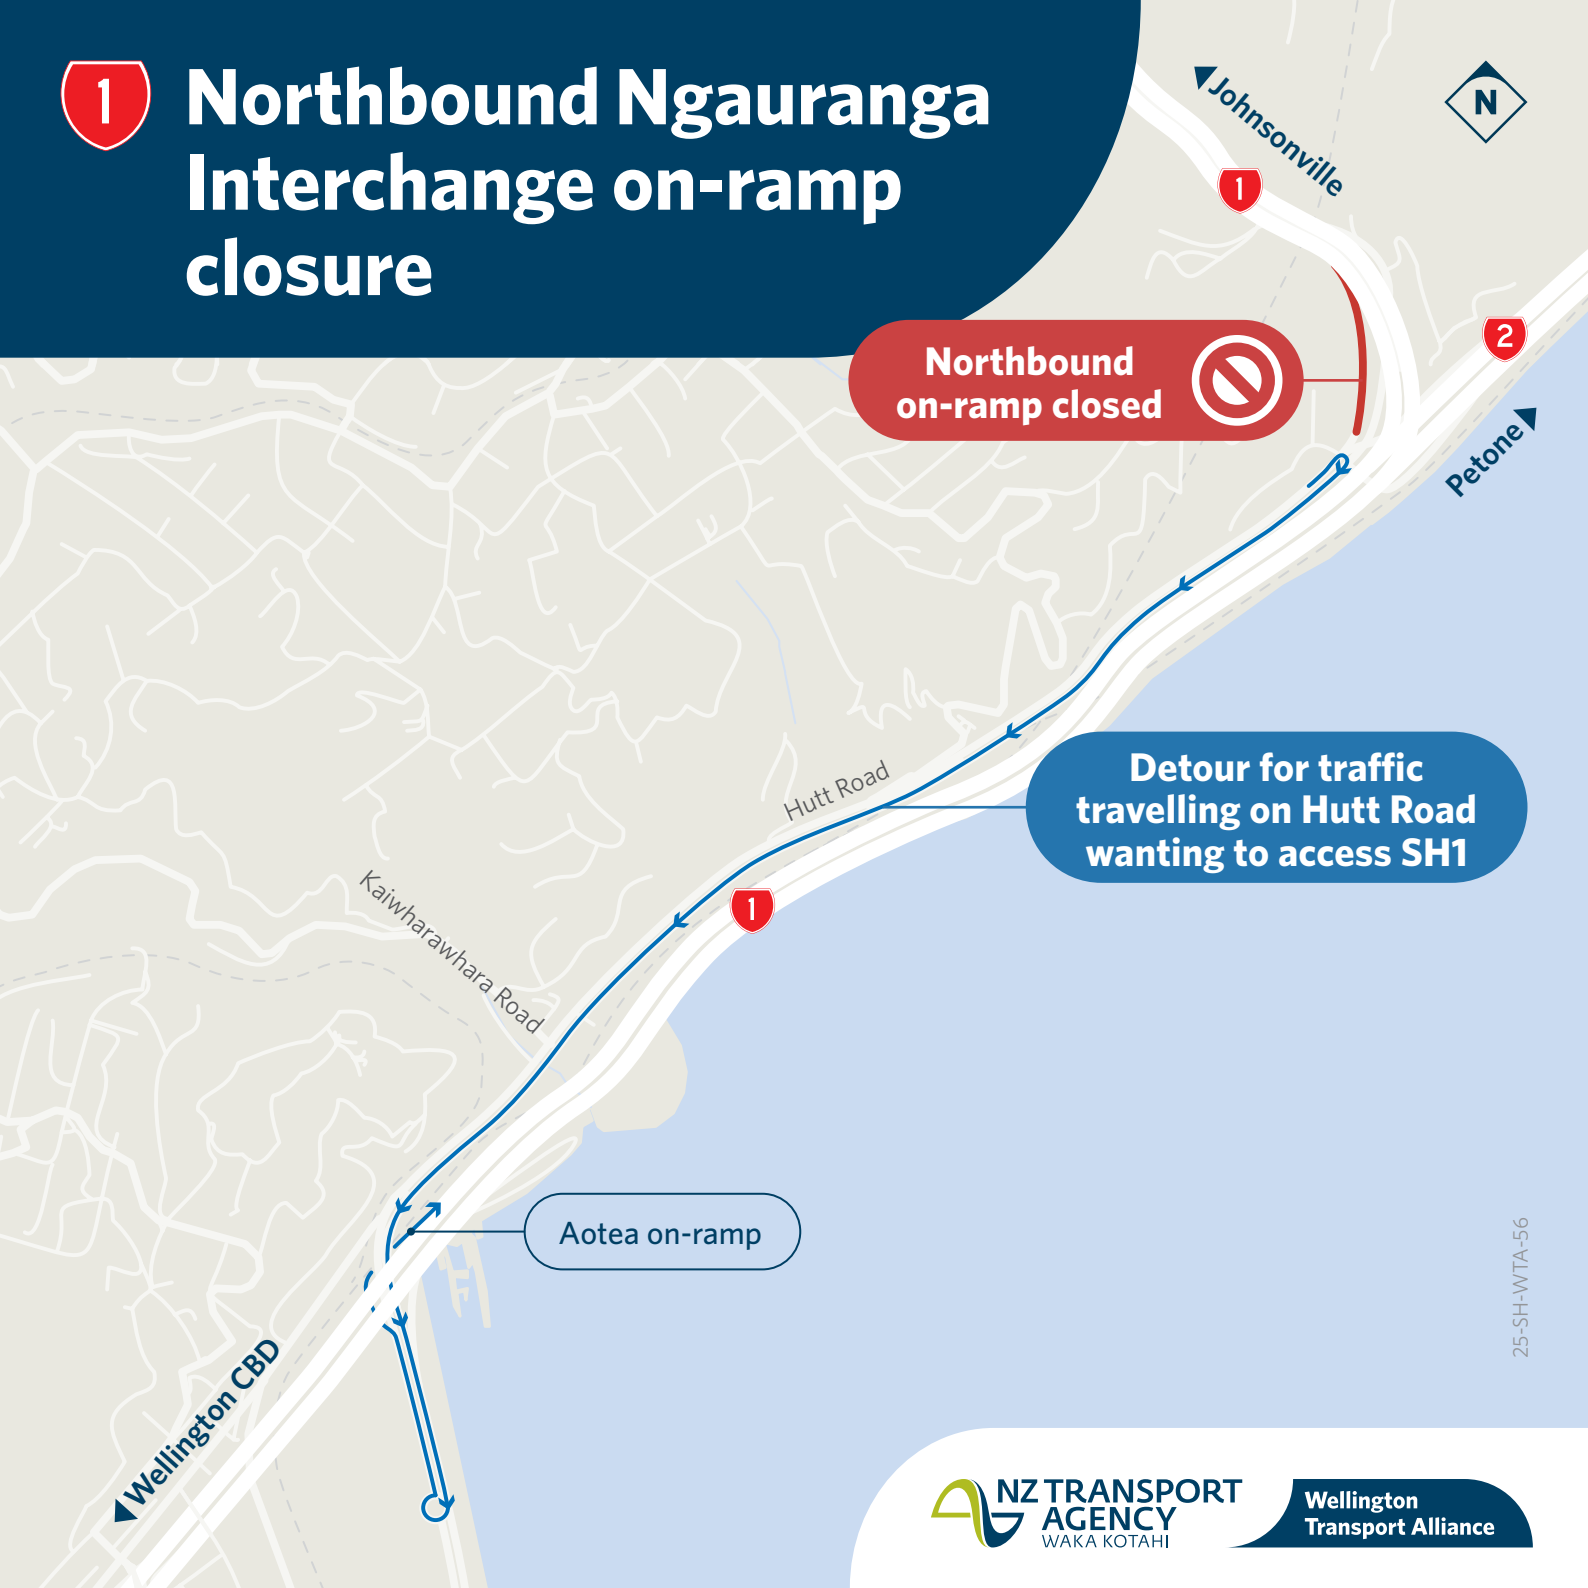 1
Northbound Ngauranga
Interchange on-ramp
closure
Johnsonville
N
1
2
Northbound
on-ramp closed
Petone
Detour for traffic
travelling on Hutt Road
wanting to access SH1
Hutt Road
Kaiwharawhara Road
1
Aotea on-ramp
Wellington CBD
25-SH-WTA-56
NZ TRANSPORT
AGENCY
WAKA KOTAHI
Wellington
Transport Alliance